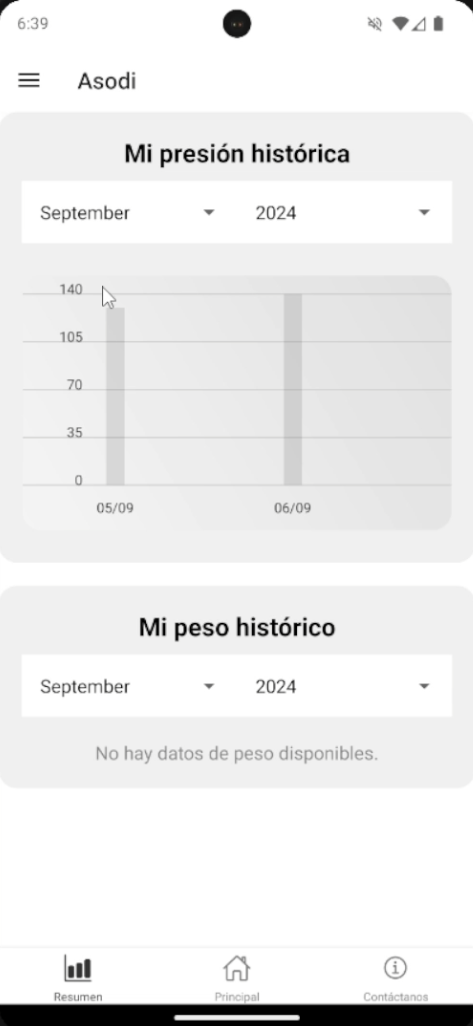 6:39
Asodi
Mi presión histórica
September 2024
140
105
70
35
0
05/09 06/09
Mi peso histórico
September 2024
No hay datos de peso disponibles.
Resumen Principal Contáctanos